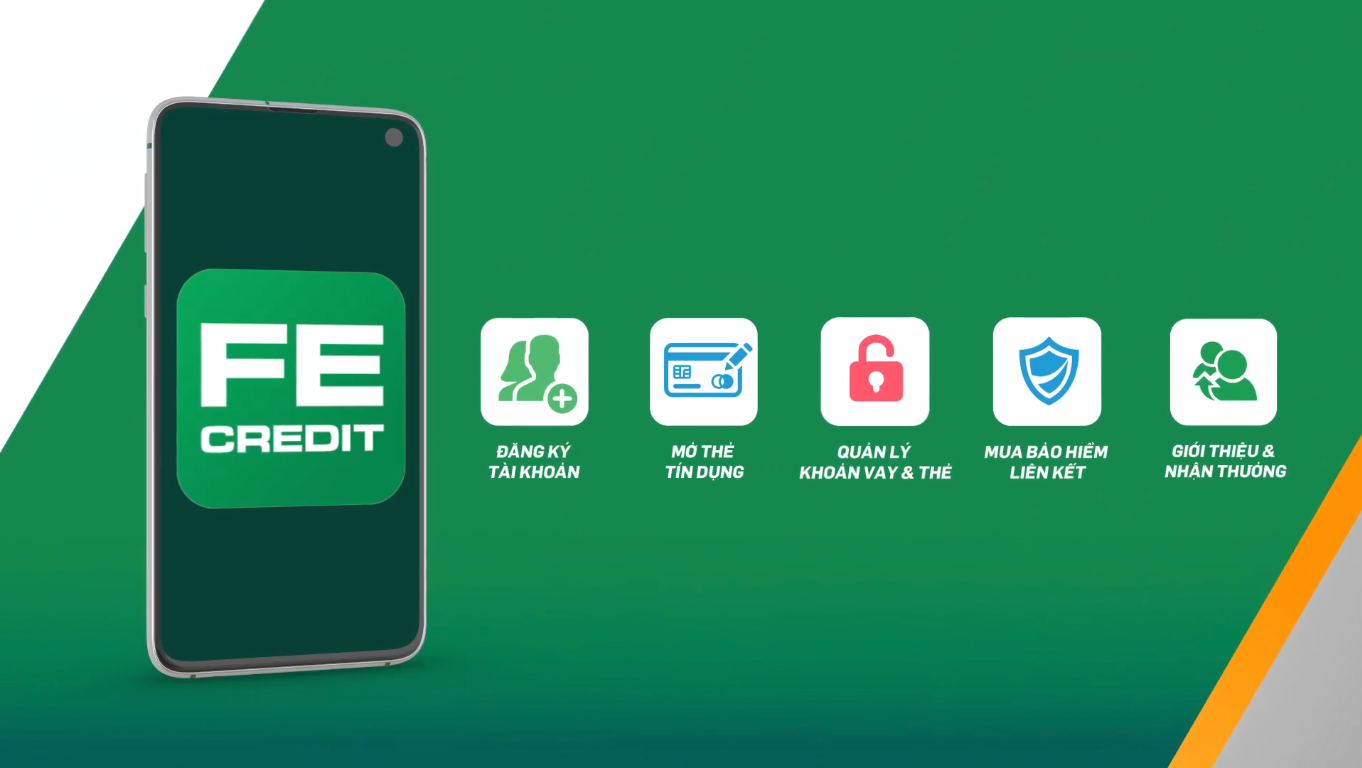 FE
CREDIT
ĐĂNG KÝ
TÀI KHOẢN
MỞ THẺ
TÍN DỤNG
QUẢN LÝ
KHOẢN VAY & THẺ
MUA BẢO HIỂM
LIÊN KẾT
GIỚI THIỆU &
NHẬN THƯỞNG